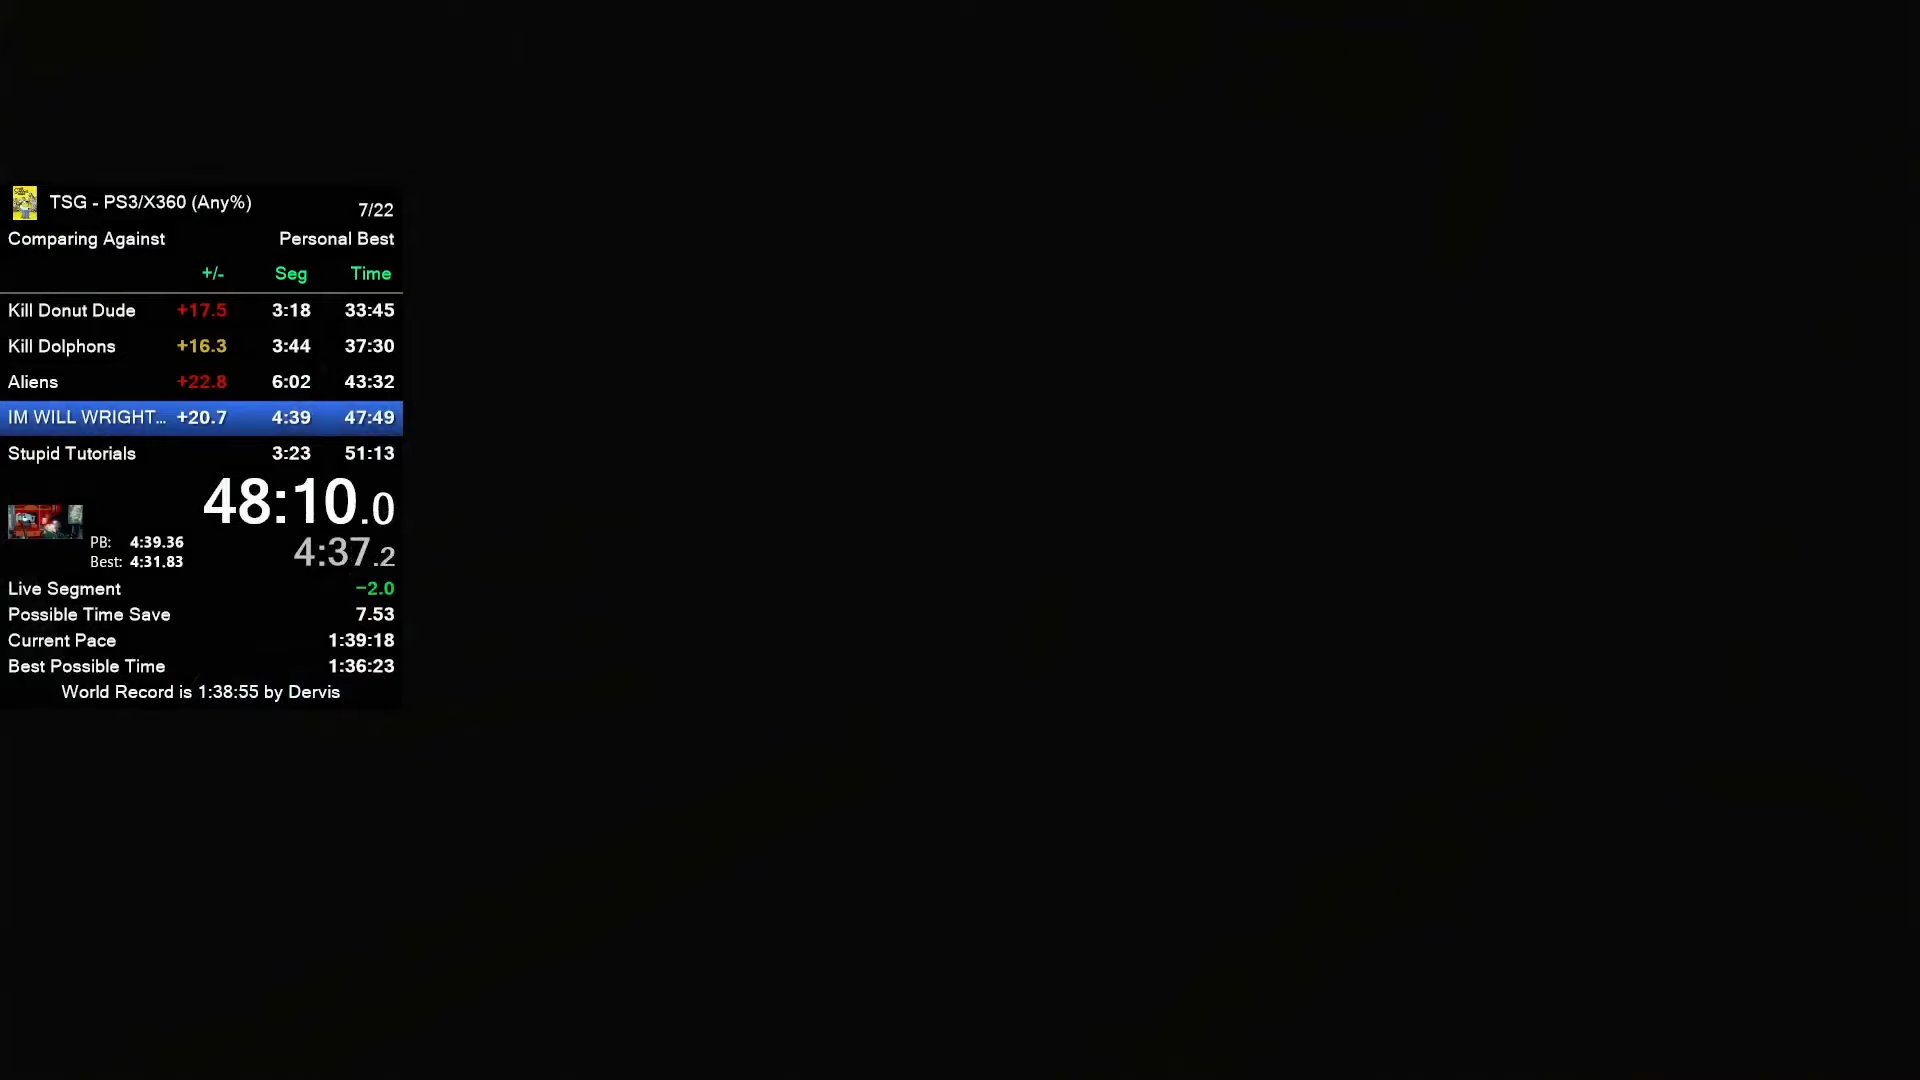 TSG - PS3/X360 (Any%)
7/22
Comparing Against Personal Best
+/- Seg Time
Kill Donut Dude +17.5 3:18 33:45
Kill Dolphons +16.3 3:44 37:30
Aliens +22.8 6:02 43:32
IM WILL WRIGHT... +20.7 4:39 47:49
Stupid Tutorials 3:23 51:13
48:10.0
PB: 4:39.36
4:37.2
Best: 4:31.83
Live Segment −2.0
Possible Time Save 7.53
Current Pace 1:39:18
Best Possible Time 1:36:23
World Record is 1:38:55 by Dervis